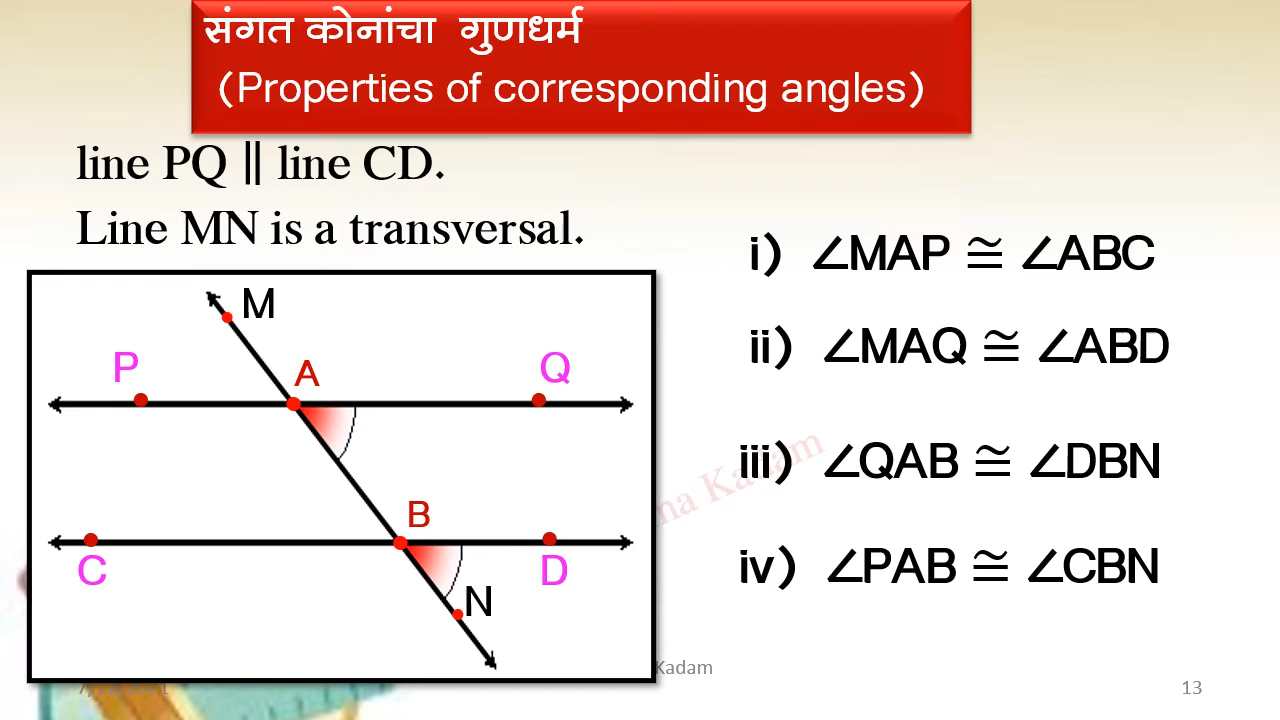 संगत कोनांचा गुणधर्म
(Properties of corresponding angles)
line PQ || line CD.
Line MN is a transversal.
M
P
A
Q
B
C
D
N
i) ∠MAP ≅ ∠ABC
ii) ∠MAQ ≅ ∠ABD
iii) ∠QAB ≅ ∠DBN
iv) ∠PAB ≅ ∠CBN
Kadam
Kadam
13